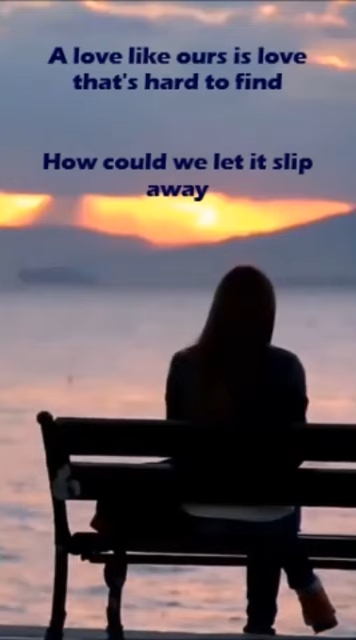 A love like ours is love
that's hard to find
How could we let it slip
away